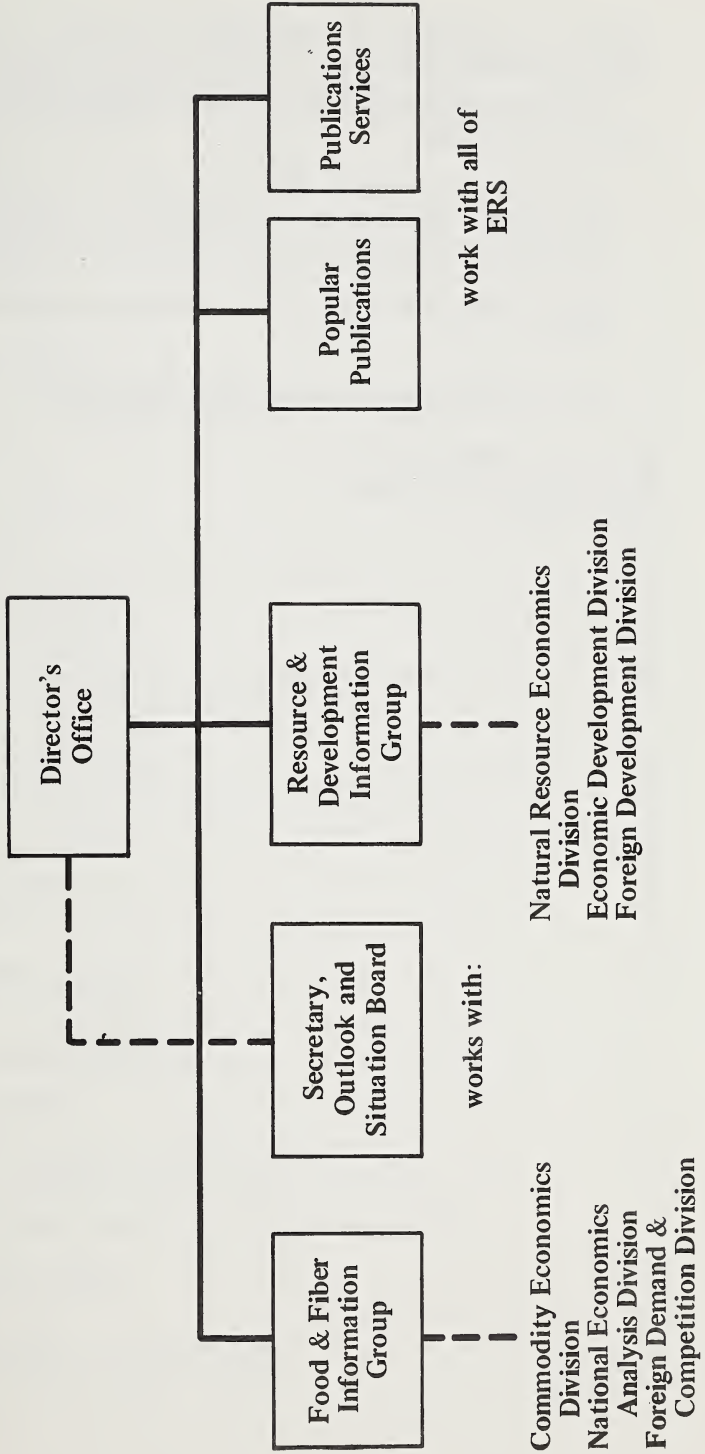 Director's
Office
Food & Fiber
Information
Group
Secretary,
Outlook and
Situation Board
Resource &
Development
Information
Group
Popular
Publications
Publications
Services
works with:
work with all of
ERS
Commodity Economics
Division
National Economics
Analysis Division
Foreign Demand &
Competition Division
Natural Resource Economics
Division
Economic Development Division
Foreign Development Division